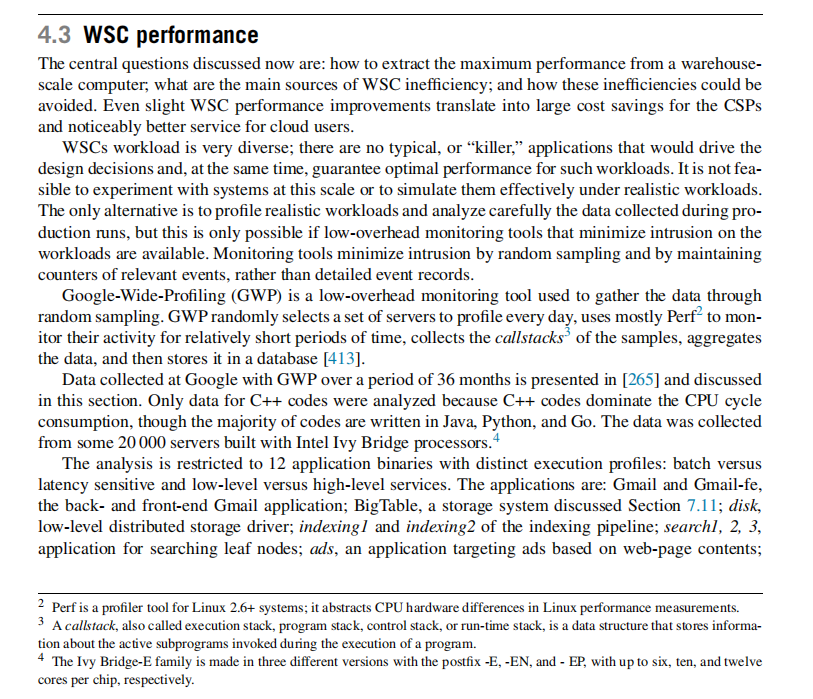 4.3 WSC performance
The central questions discussed now are: how to extract the maximum performance from a warehouse-
scale computer; what are the main sources of WSC inefficiency; and how these inefficiencies could be
avoided. Even slight WSC performance improvements translate into large cost savings for the CSPs
and noticeably better service for cloud users.
WSCs workload is very diverse; there are no typical, or “killer,” applications that would drive the
design decisions and, at the same time, guarantee optimal performance for such workloads. It is not fea-
sible to experiment with systems at this scale or to simulate them effectively under realistic workloads.
The only alternative is to profile realistic workloads and analyze carefully the data collected during pro-
duction runs, but this is only possible if low-overhead monitoring tools that minimize intrusion on the
workloads are available. Monitoring tools minimize intrusion by random sampling and by maintaining
counters of relevant events, rather than detailed event records.
Google-Wide-Profiling (GWP) is a low-overhead monitoring tool used to gather the data through
random sampling. GWP randomly selects a set of servers to profile every day, uses mostly Perf2 to mon-
itor their activity for relatively short periods of time, collects the callstacks3 of the samples, aggregates
the data, and then stores it in a database [413].
Data collected at Google with GWP over a period of 36 months is presented in [265] and discussed
in this section. Only data for C++ codes were analyzed because C++ codes dominate the CPU cycle
consumption, though the majority of codes are written in Java, Python, and Go. The data was collected
from some 20 000 servers built with Intel Ivy Bridge processors.4
The analysis is restricted to 12 application binaries with distinct execution profiles: batch versus
latency sensitive and low-level versus high-level services. The applications are: Gmail and Gmail-fe,
the back- and front-end Gmail application; BigTable, a storage system discussed Section 7.11; disk,
low-level distributed storage driver; indexing1 and indexing2 of the indexing pipeline; search1, 2, 3,
application for searching leaf nodes; ads, an application targeting ads based on web-page contents;
2 Perf is a profiler tool for Linux 2.6+ systems; it abstracts CPU hardware differences in Linux performance measurements.
3 A callstack, also called execution stack, program stack, control stack, or run-time stack, is a data structure that stores informa-
tion about the active subprograms invoked during the execution of a program.
4 The Ivy Bridge-E family is made in three different versions with the postfix -E, -EN, and - EP, with up to six, ten, and twelve
cores per chip, respectively.